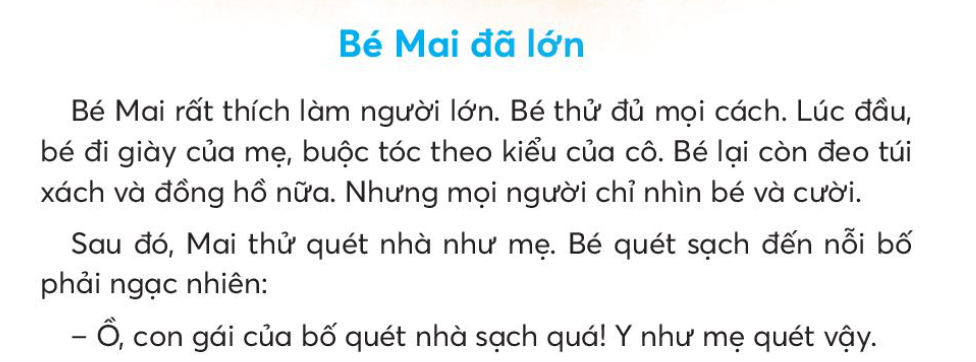 Bé Mai đã lớn
Bé Mai rất thích làm người lớn. Bé thử đủ mọi cách. Lúc đầu,
bé đi giày của mẹ, buộc tóc theo kiểu của cô. Bé lại còn đeo túi
xách và đồng hồ nữa. Nhưng mọi người chỉ nhìn bé và cười.
Sau đó, Mai thử quét nhà như mẹ. Bé quét sạch đến nỗi bố
phải ngạc nhiên:
– Ồ, con gái của bố quét nhà sạch quá! Y như mẹ quét vậy.